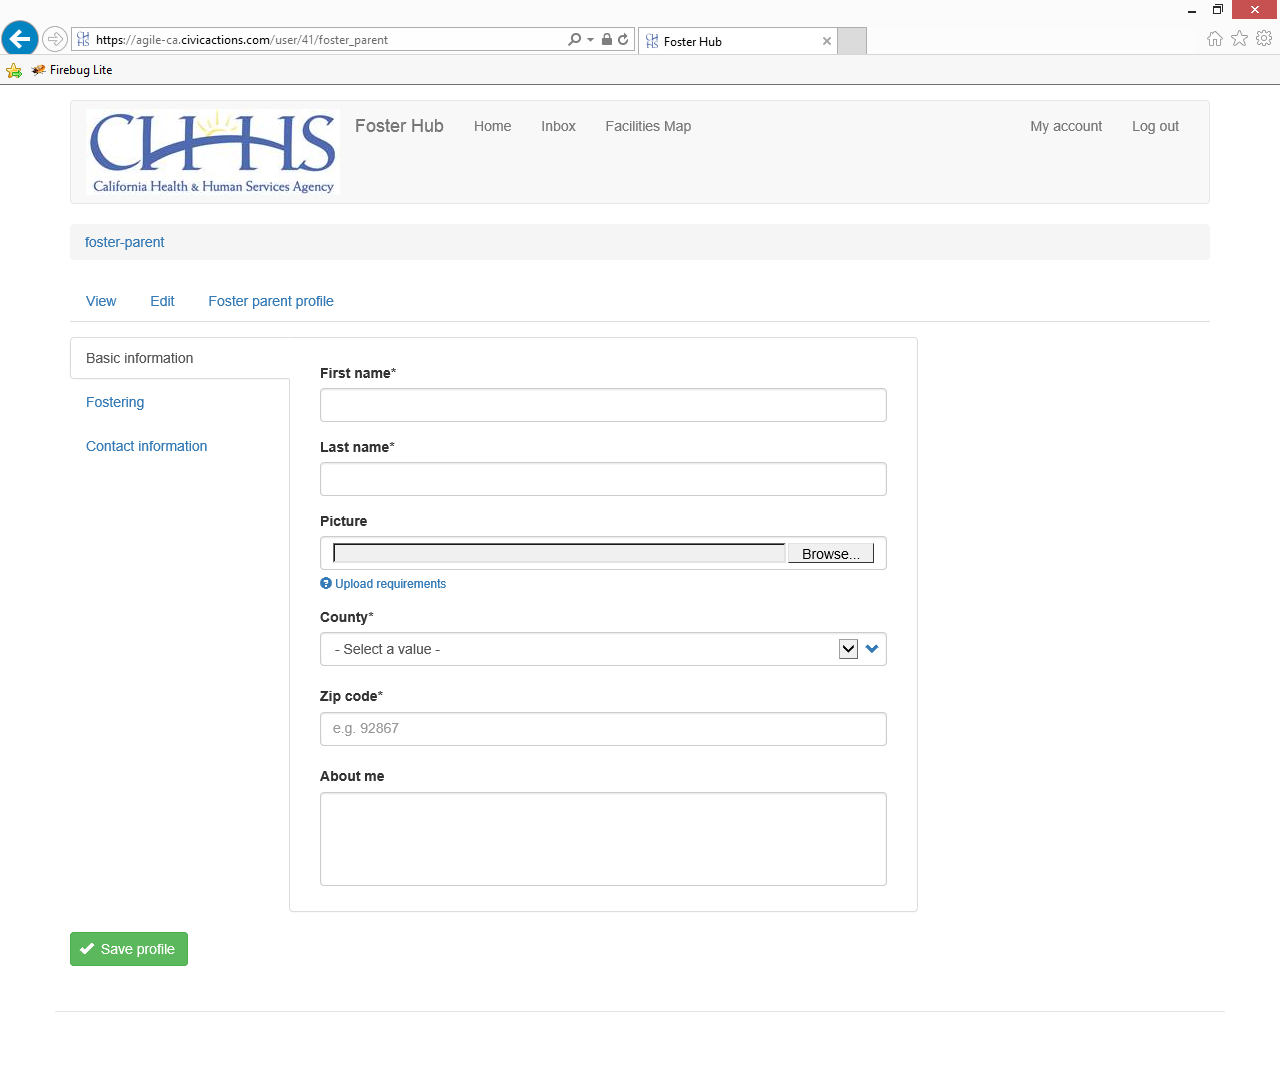 https://agile-ca.civicactions.com/user/41/foster_parent
Foster Hub
Firebug Lite
CHHS
California Health & Human Services Agency
Foster Hub
Home
Inbox
Facilities Map
My account
Log out
foster-parent
View
Edit
Foster parent profile
Basic information
Fostering
Contact information
First name*
Last name*
Picture
Browse...
Upload requirements
County*
- Select a value -
Zip code*
e.g. 92867
About me
Save profile